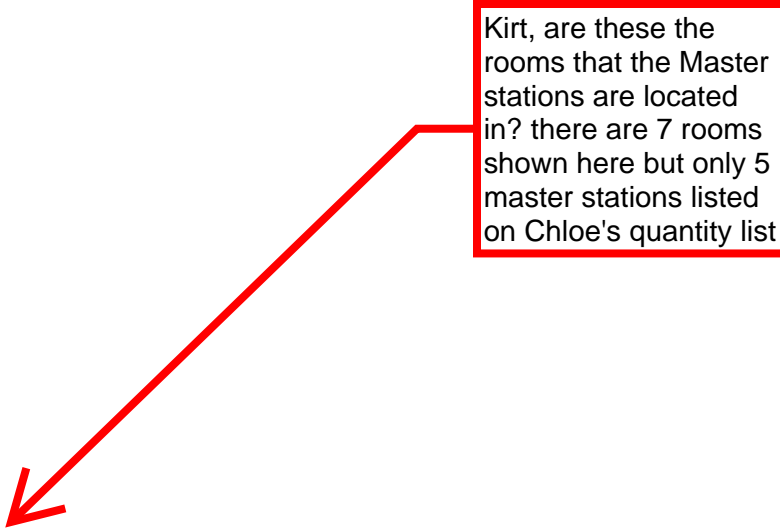 Kirt, are these the
rooms that the Master
stations are located
in? there are 7 rooms
shown here but only 5
master stations listed
on Chloe's quantity list